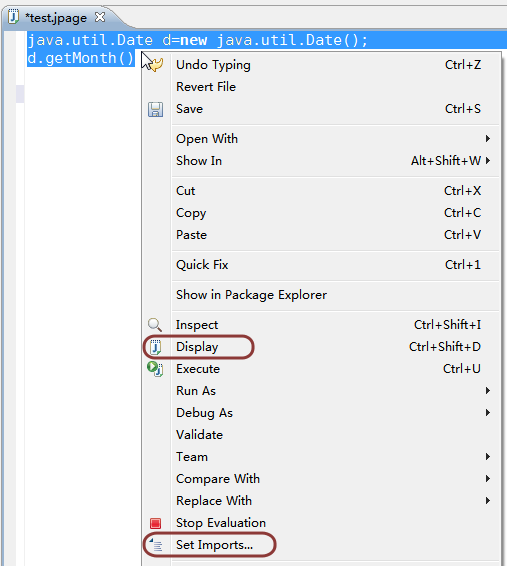 *test.jpage
java.util.Date d=new java.util.Date();
d.getMonth()
Undo Typing Ctrl+Z
Revert File
Save Ctrl+S
Open With
Show In Alt+Shift+W
Cut Ctrl+X
Copy Ctrl+C
Paste Ctrl+V
Quick Fix Ctrl+1
Show in Package Explorer
Inspect Ctrl+Shift+I
Display Ctrl+Shift+D
Execute Ctrl+U
Run As
Debug As
Validate
Team
Compare With
Replace With
Stop Evaluation
Set Imports...